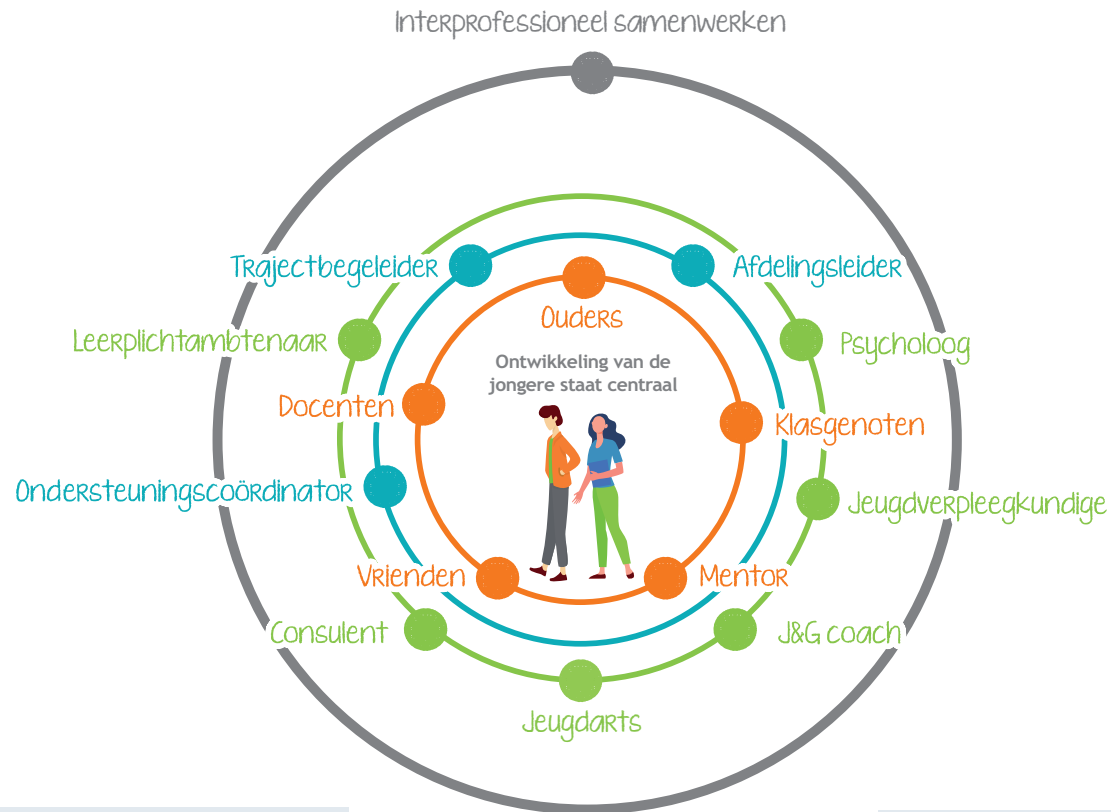 Interprofessioneel samenwerken
Trajectbegeleider
Afdelingsleider
Ouders
Leerplichtambtenaar
Psycholoog
Ontwikkeling van de
jongere staat centraal
Docenten
Klasgenoten
Ondersteuningscoördinator
Jeugdverpleegkundige
Vrienden
Mentor
Consulent
J&G coach
Jeugdarts